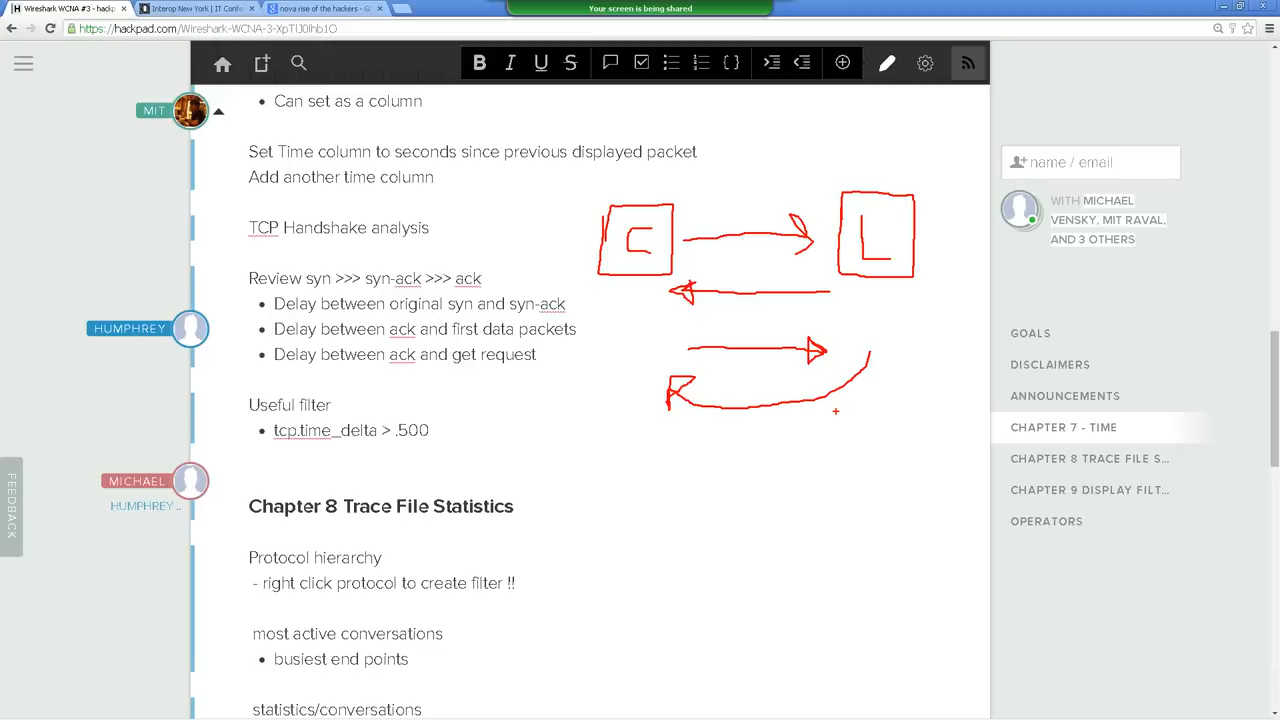 Wireshark WCNA #3 - hackp
Interop New York | IT Confe
nova rise of the hackers - G
Your screen is being shared
https://hackpad.com/Wireshark-WCNA-3-XpTIJ0lhb1O
B I U S
MIT
• Can set as a column
Set Time column to seconds since previous displayed packet
Add another time column
TCP Handshake analysis
Review syn >>> syn-ack >>> ack
• Delay between original syn and syn-ack
HUMPHREY
• Delay between ack and first data packets
• Delay between ack and get request
Useful filter
• tcp.time_delta > .500
MICHAEL
HUMPHREY ..
Chapter 8 Trace File Statistics
Protocol hierarchy
- right click protocol to create filter !!
most active conversations
• busiest end points
statistics/conversations
C
L
FEEDBACK
name / email
WITH MICHAEL
VENSKY, MIT RAVAL,
AND 3 OTHERS
GOALS
DISCLAIMERS
ANNOUNCEMENTS
CHAPTER 7 - TIME
CHAPTER 8 TRACE FILE S...
CHAPTER 9 DISPLAY FILT...
OPERATORS